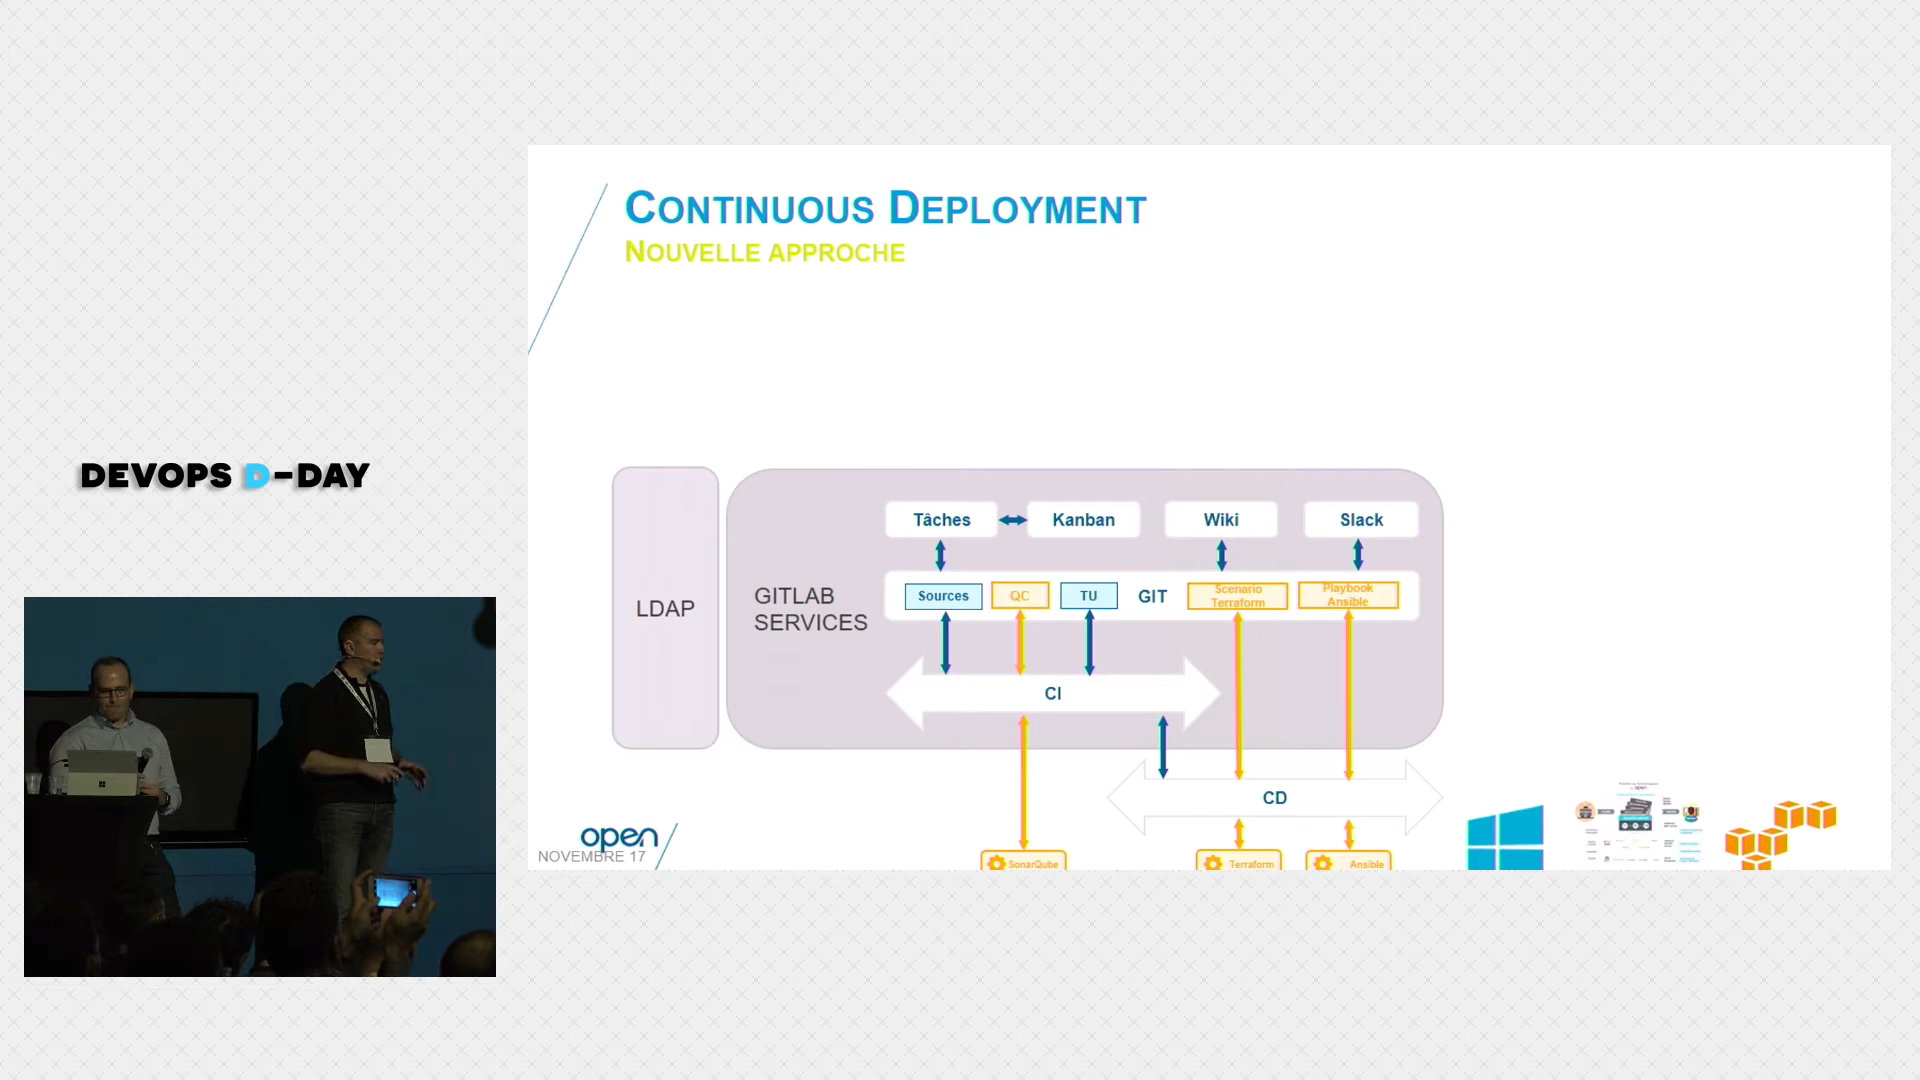 CONTINUOUS DEPLOYMENT
NOUVELLE APPROCHE
DEVOPS D-DAY
LDAP
GITLAB
SERVICES
Tâches
Kanban
Wiki
Slack
Sources
QC
TU
GIT
Scenario
Terraform
Playbook
Ansible
CI
CD
SonarQube
Terraform
Ansible
open
NOVEMBRE 17